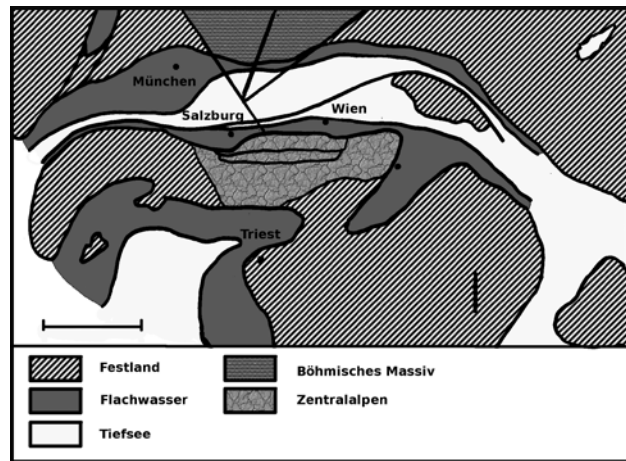 München
Salzburg
Wien
Triest
Festland
Böhmisches Massiv
Flachwasser
Zentralalpen
Tiefsee